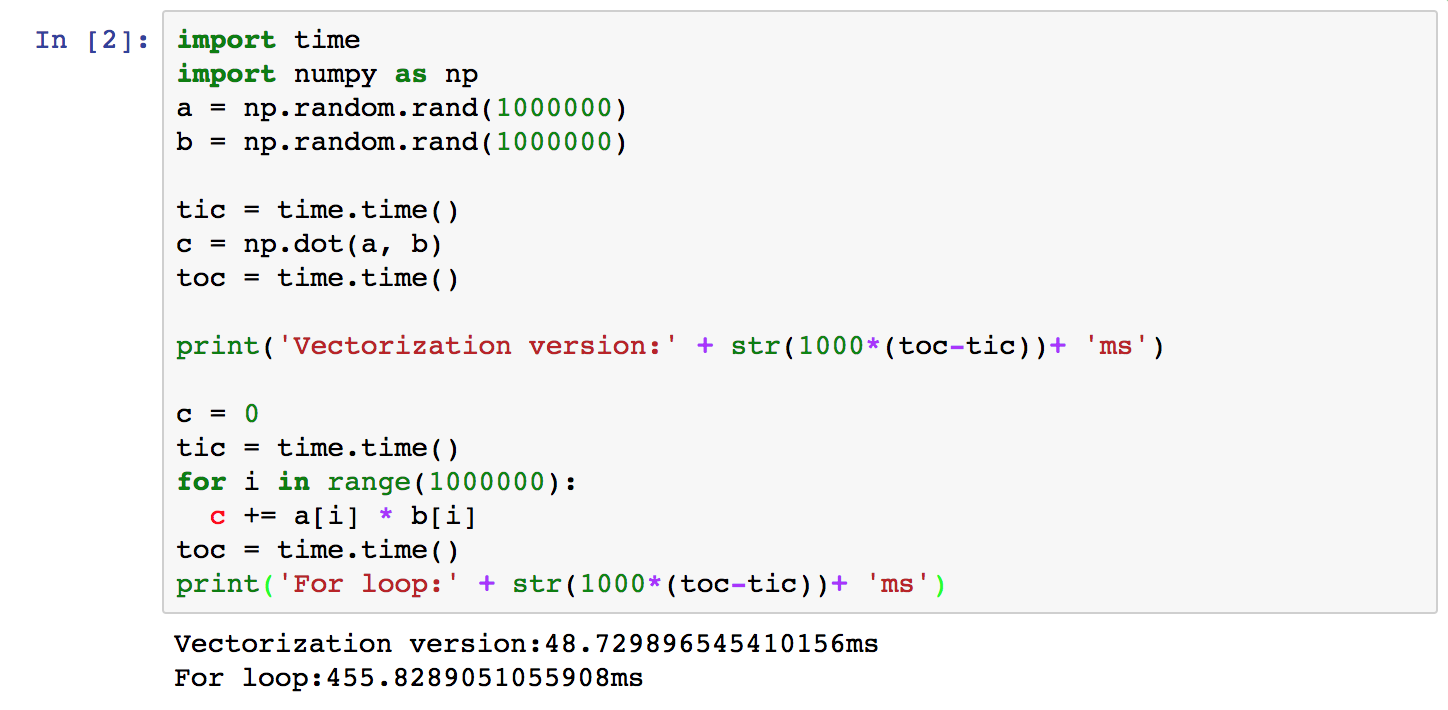 In [2]:
import time
import numpy as np
a = np.random.rand(1000000)
b = np.random.rand(1000000)

tic = time.time()
c = np.dot(a, b)
toc = time.time()

print('Vectorization version:' + str(1000*(toc-tic))+ 'ms')

c = 0
tic = time.time()
for i in range(1000000):
  c += a[i] * b[i]
toc = time.time()
print('For loop:' + str(1000*(toc-tic))+ 'ms')
Vectorization version:48.729896545410156ms
For loop:455.8289051055908ms